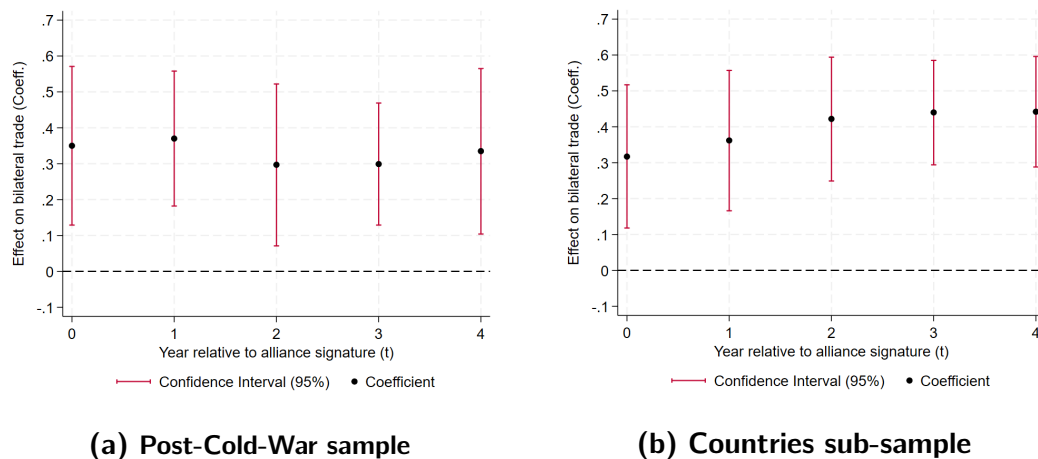 .7
.6
.5
.4
.3
.2
.1
0
-.1
Effect on bilateral trade (Coeff.)
0 1 2 3 4
Year relative to alliance signature (t)
Confidence Interval (95%) Coefficient
(a) Post-Cold-War sample
.7
.6
.5
.4
.3
.2
.1
0
-.1
Effect on bilateral trade (Coeff.)
0 1 2 3 4
Year relative to alliance signature (t)
Confidence Interval (95%) Coefficient
(b) Countries sub-sample